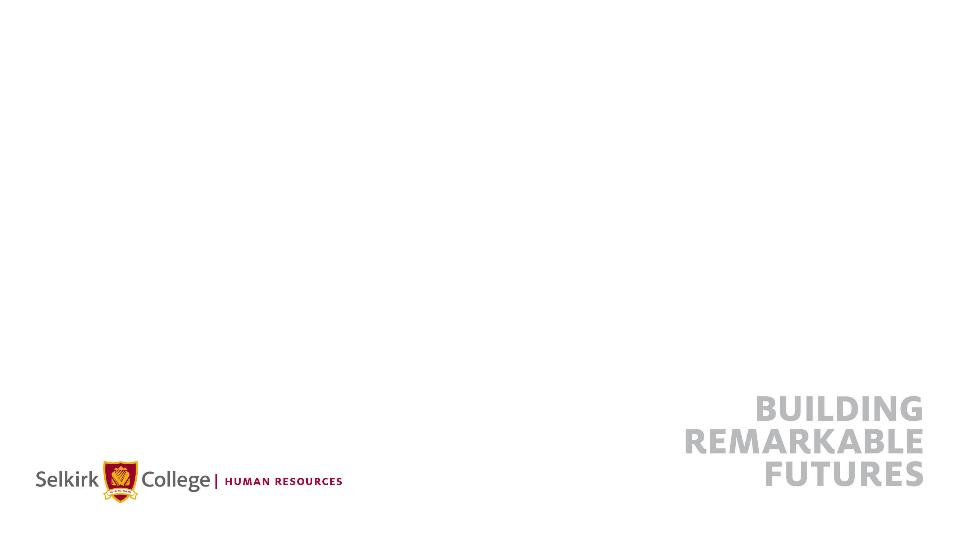 BUILDING
REMARKABLE
FUTURES
Selkirk College | HUMAN RESOURCES